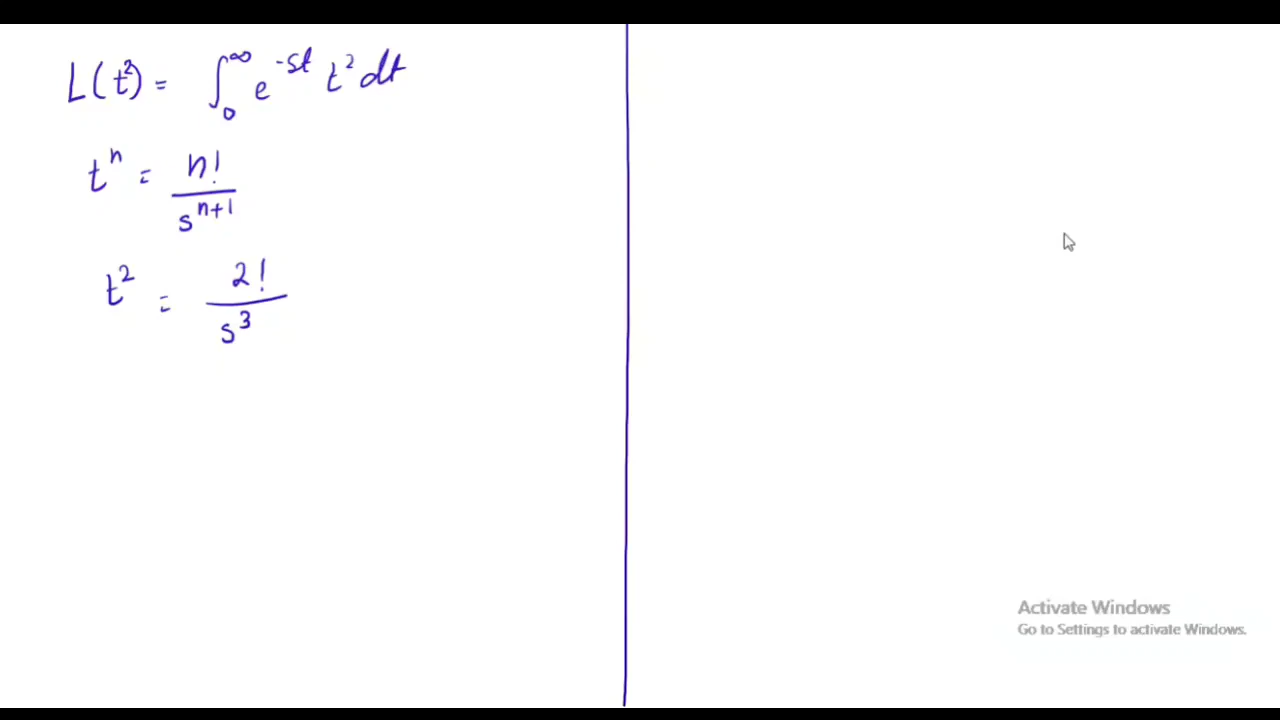 L(t²) = ∫₀^∞ e^(-st) t² dt
tⁿ = n! / s^(n+1)
t² = 2! / s³
Activate Windows
Go to Settings to activate Windows.